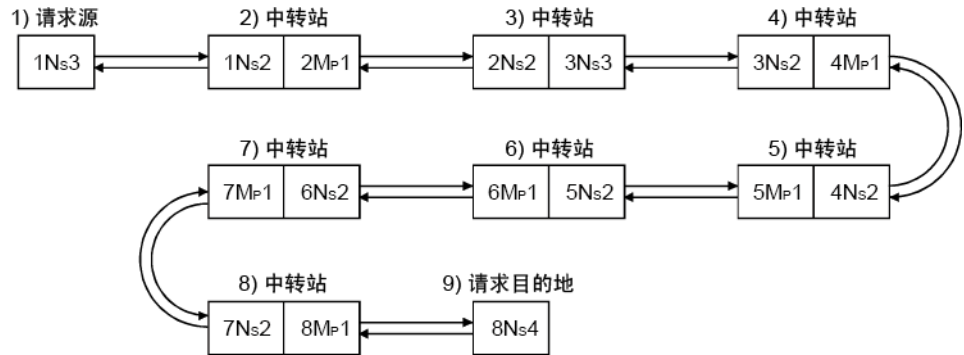 1) 请求源 2) 中转站 3) 中转站 4) 中转站
1Ns3 1Ns2 2MP1 2Ns2 3Ns3 3Ns2 4MP1
7) 中转站 6) 中转站 5) 中转站
7MP1 6Ns2 6MP1 5Ns2 5MP1 4Ns2
8) 中转站 9) 请求目的地
7Ns2 8MP1 8Ns4